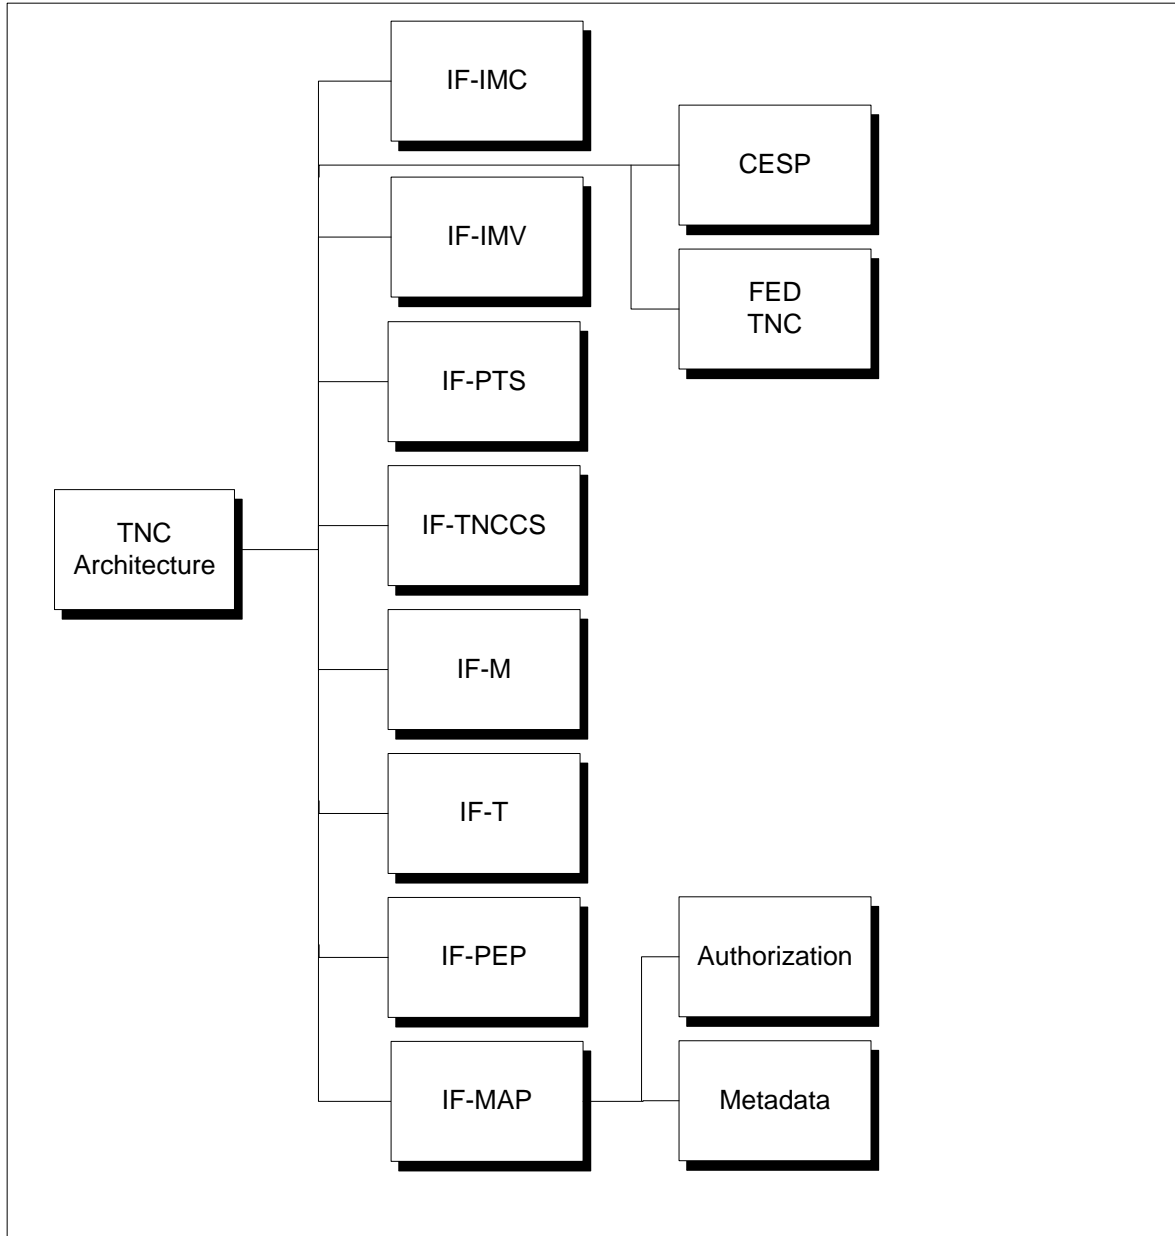 IF-IMC
CESP
IF-IMV
FED
TNC
IF-PTS
IF-TNCCS
TNC
Architecture
IF-M
IF-T
IF-PEP
Authorization
IF-MAP
Metadata